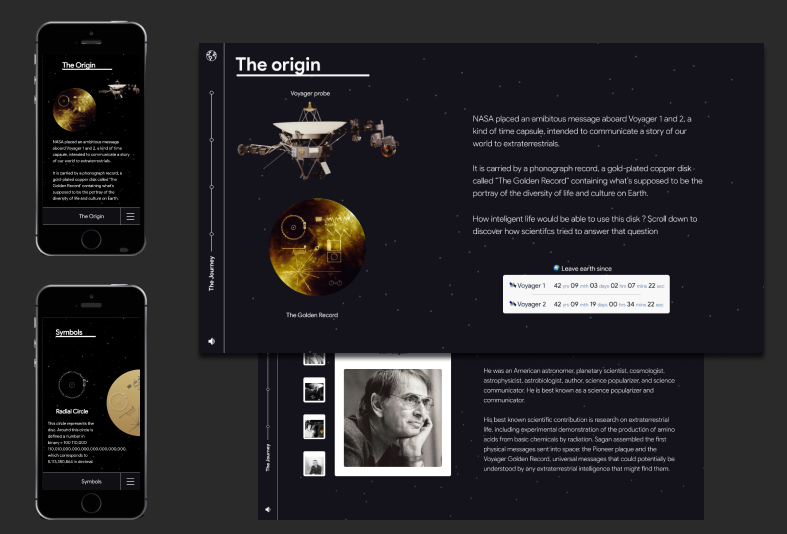 The Origin
NASA placed an ambitious message
aboard Voyager 1 and 2, a kind of time
capsule, intended to communicate a story
of our world to extraterrestrials.
It is carried by a phonograph record, a
gold-plated copper disk called "The
Golden Record" containing what's
supposed to be the portray of the
diversity of life and culture on Earth.
The Origin
Symbols
Radial Circle
This circle represents the
disc. Around this circle is
defined a number in
binary = 100 110.000
110.000.000.000.000.000.000.000.000,
which corresponds to
in decimal
Symbols
The origin
Voyager probe
The Golden Record
The Journey
NASA placed an amibitous message aboard Voyager 1 and 2, a
kind of time capsule, intended to communicate a story of our
world to extraterrestrials.
It is carried by a phonograph record, a gold-plated copper disk
called "The Golden Record" containing what's supposed to be the
portray of the diversity of life and culture on Earth.
How inteligent life would be able to use this disk ? Scroll down to
discover how scientifcs tried to answer that question
Leave earth since
Voyager 1 42 yrs 09 mth 03 days 02 hrs 07 mins 22 sec
Voyager 2 42 yrs 09 mth 19 days 00 hrs 34 mins 22 sec
The Journey
He was an American astronomer, planetary scientist, cosmologist,
astrophysicist, astrobiologist, author, science popularizer, and science
communicator. He is best known as a science popularizer and
communicator.
His best known scientific contribution is research on extraterrestrial
life, including experimental demonstration of the production of amino
acids from basic chemicals by radiation. Sagan assembled the first
physical messages sent into space: the Pioneer plaque and the
Voyager Golden Record, universal messages that could potentially be
understood by any extraterrestrial intelligence that might find them.